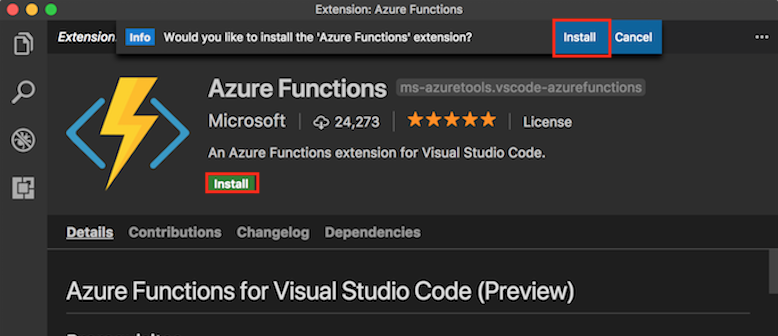 Extension: Azure Functions
Extension:
Info Would you like to install the 'Azure Functions' extension? Install Cancel
Azure Functions ms-azuretools.vscode-azurefunctions
Microsoft 24,273 License
An Azure Functions extension for Visual Studio Code.
Install
Details Contributions Changelog Dependencies
Azure Functions for Visual Studio Code (Preview)